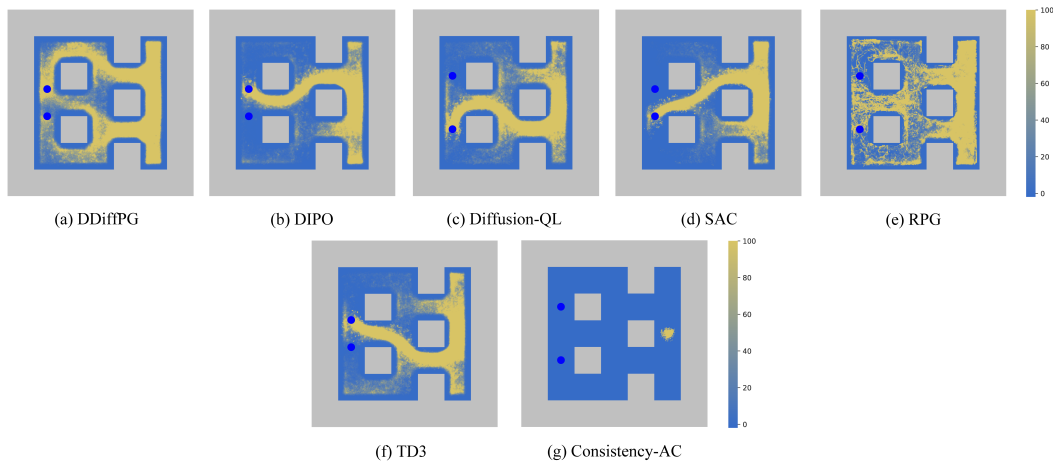 100
80
60
40
20
0
(a) DDiffPG
(b) DIPO
(c) Diffusion-QL
(d) SAC
(e) RPG
100
80
60
40
20
0
(f) TD3
(g) Consistency-AC